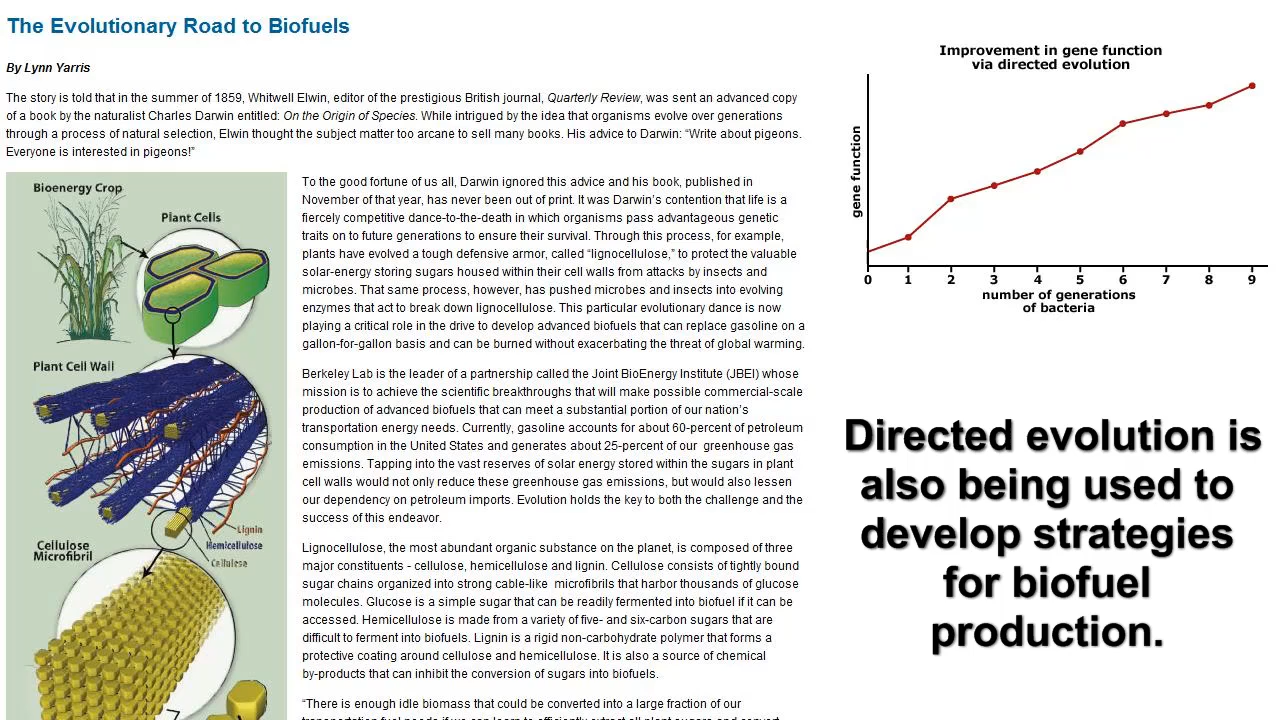 The Evolutionary Road to Biofuels
By Lynn Yarris
The story is told that in the summer of 1859, Whitwell Elwin, editor of the prestigious British journal, Quarterly Review, was sent an advanced copy
of a book by the naturalist Charles Darwin entitled: On the Origin of Species. While intrigued by the idea that organisms evolve over generations
through a process of natural selection, Elwin thought the subject matter too arcane to sell many books. His advice to Darwin: “Write about pigeons.
Everyone is interested in pigeons!”
Bioenergy Crop
Plant Cells
Plant Cell Wall
Lignin
Hemicellulose
Cellulose
Cellulose
Microfibril
To the good fortune of us all, Darwin ignored this advice and his book, published in
November of that year, has never been out of print. It was Darwin’s contention that life is a
fiercely competitive dance-to-the-death in which organisms pass advantageous genetic
traits on to future generations to ensure their survival. Through this process, for example,
plants have evolved a tough defensive armor, called “lignocellulose,” to protect the valuable
solar-energy storing sugars housed within their cell walls from attacks by insects and
microbes. That same process, however, has pushed microbes and insects into evolving
enzymes that act to break down lignocellulose. This particular evolutionary dance is now
playing a critical role in the drive to develop advanced biofuels that can replace gasoline on a
gallon-for-gallon basis and can be burned without exacerbating the threat of global warming.
Berkeley Lab is the leader of a partnership called the Joint BioEnergy Institute (JBEI) whose
mission is to achieve the scientific breakthroughs that will make possible commercial-scale
production of advanced biofuels that can meet a substantial portion of our nation’s
transportation energy needs. Currently, gasoline accounts for about 60-percent of petroleum
consumption in the United States and generates about 25-percent of our greenhouse gas
emissions. Tapping into the vast reserves of solar energy stored within the sugars in plant
cell walls would not only reduce these greenhouse gas emissions, but would also lessen
our dependency on petroleum imports. Evolution holds the key to both the challenge and the
success of this endeavor.
Lignocellulose, the most abundant organic substance on the planet, is composed of three
major constituents - cellulose, hemicellulose and lignin. Cellulose consists of tightly bound
sugar chains organized into strong cable-like microfibrils that harbor thousands of glucose
molecules. Glucose is a simple sugar that can be readily fermented into biofuel if it can be
accessed. Hemicellulose is made from a variety of five- and six-carbon sugars that are
difficult to ferment into biofuels. Lignin is a rigid non-carbohydrate polymer that forms a
protective coating around cellulose and hemicellulose. It is also a source of chemical
by-products that can inhibit the conversion of sugars into biofuels.
“There is enough idle biomass that could be converted into a large fraction of our
transportation fuel needs if we can learn to efficiently extract all plant sugars and convert
Improvement in gene function
via directed evolution
gene function
0 1 2 3 4 5 6 7 8 9
number of generations
of bacteria
Directed evolution is
also being used to
develop strategies
for biofuel
production.